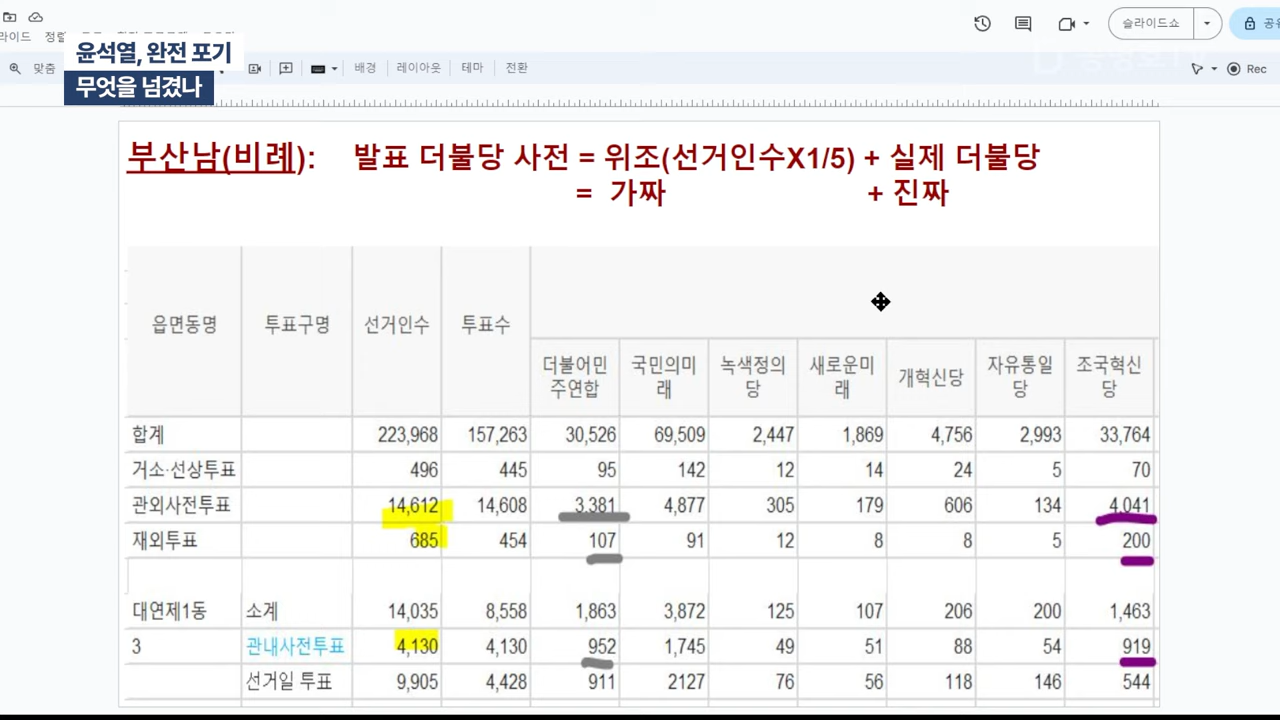 슬라이드쇼
윤석열, 완전 포기
무엇을 넘겼나
맞춤
배경
레이아웃
테마
전환
Rec
부산남(비례): 발표 더불당 사전 = 위조(선거인수X1/5) + 실제 더불당
= 가짜 + 진짜
읍면동명 투표구명 선거인수 투표수
더불어민주연합 국민의미래 녹색정의당 새로운미래 개혁신당 자유통일당 조국혁신당
합계 223,968 157,263 30,526 69,509 2,447 1,869 4,756 2,993 33,764
거소·선상투표 496 445 95 142 12 14 24 5 70
관외사전투표 14,612 14,608 3,381 4,877 305 179 606 134 4,041
재외투표 685 454 107 91 12 8 8 5 200
대연제1동 소계 14,035 8,558 1,863 3,872 125 107 206 200 1,463
3 관내사전투표 4,130 4,130 952 1,745 49 51 88 54 919
선거일 투표 9,905 4,428 911 2127 76 56 118 146 544